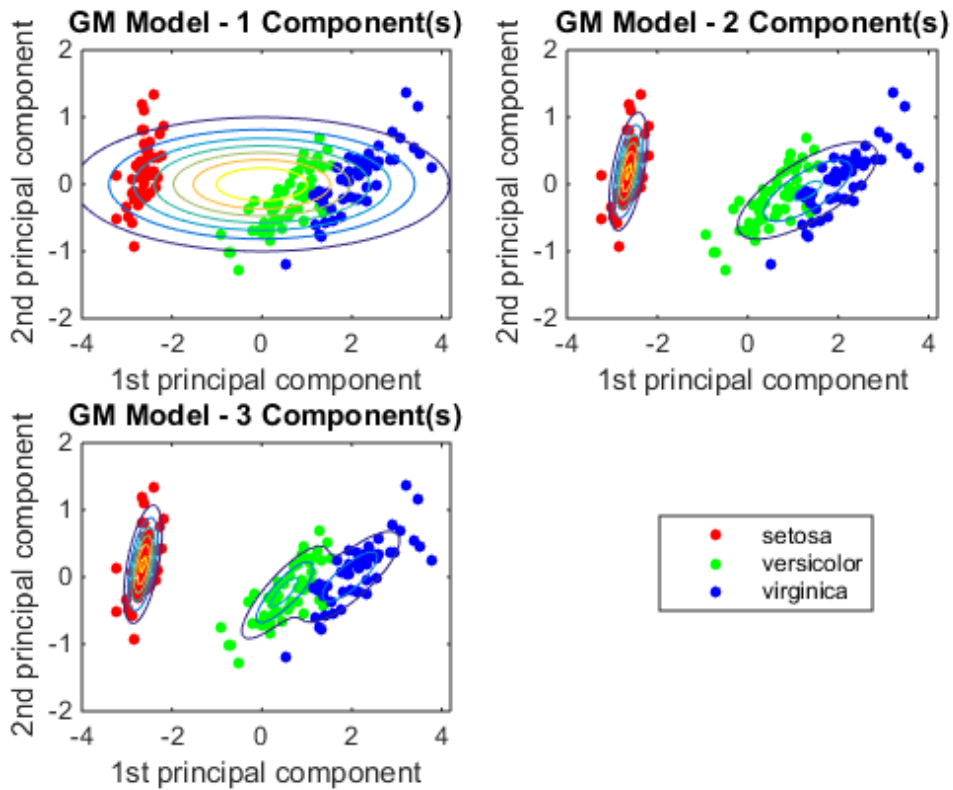 GM Model - 1 Component(s)
2nd principal component
2
1
0
-1
-2
-4
-2
0
2
4
1st principal component
GM Model - 2 Component(s)
2nd principal component
2
1
0
-1
-2
-4
-2
0
2
4
1st principal component
GM Model - 3 Component(s)
2nd principal component
2
1
0
-1
-2
-4
-2
0
2
4
1st principal component
setosa
versicolor
virginica